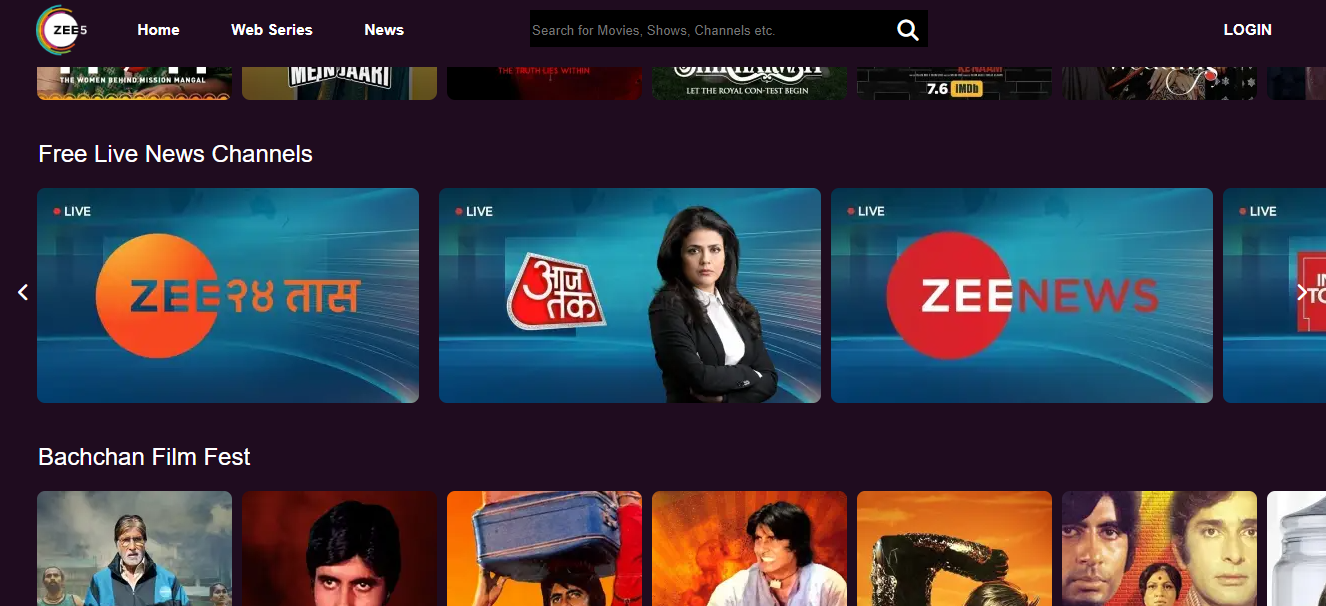 ZEE5
Home
Web Series
News
Search for Movies, Shows, Channels etc.
LOGIN
THE WOMEN BEHIND MISSION MANGAL
MEIN JAARI
THE TRUTH LIES WITHIN
LET THE ROYAL CON-TEST BEGIN
KE NAAM
7.6 IMDb
Free Live News Channels
LIVE
ZEE २४ तास
LIVE
आज
तक
LIVE
ZEE NEWS
LIVE
Bachchan Film Fest